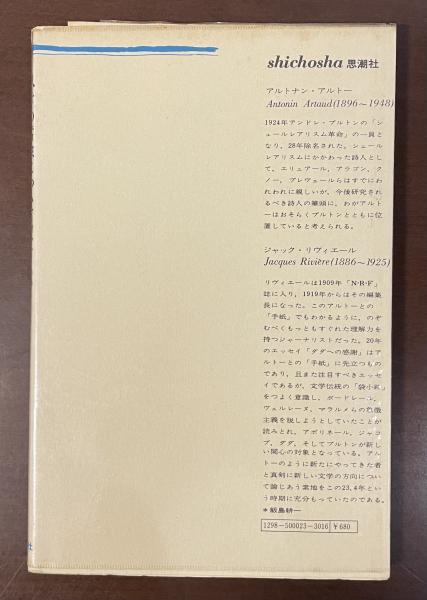 shichosha 思潮社
アルトナン・アルトー
Antonin Artaud (1896〜1948)
1924年アンドレ・ブルトンの「シ
ュールレアリスム革命」の一員と
なり、28年除名された。シュール
レアリスムにかかわった詩人とし
て、エリュアール、アラゴン、ク
ノー、プレヴェールらはすでにわ
れわれに親しいが、今後研究され
るべき詩人の筆頭に、わがアルト
ーはおそらくブルトンとともに位
置していると考えられる。
ジャック・リヴィエール
Jacques Rivière (1886〜1925)
リヴィエールは1909年「N・R・F」
誌に入り、1919年からはその編集
長になった。このアルトーとの
「手紙」でもわかるように、のぞ
むべくもっともすぐれた理解力を
持つジャーナリストだった。20年
のエッセイ「ダダへの感謝」はア
ルトーとの「手紙」に先立つもの
であり、且また注目すべきエッセ
イであるが、文学伝統の「袋小路」
をつよく意識し、ボードレール、
ヴェルレーヌ、マラルメらの危機
主義を脱しようとしていたことが
読みとれ、アポリネール、ジャコ
ブ、ダダ、そしてブルトンが新し
い関心の対象となっている。アル
トーのように新たにやってきた者
と真剣に新しい文学の方向につい
て論じあう素地をこの23、4年とい
う時期に充分もっていたのである。
*飯島耕一
1298-500023-3016 ¥680
社